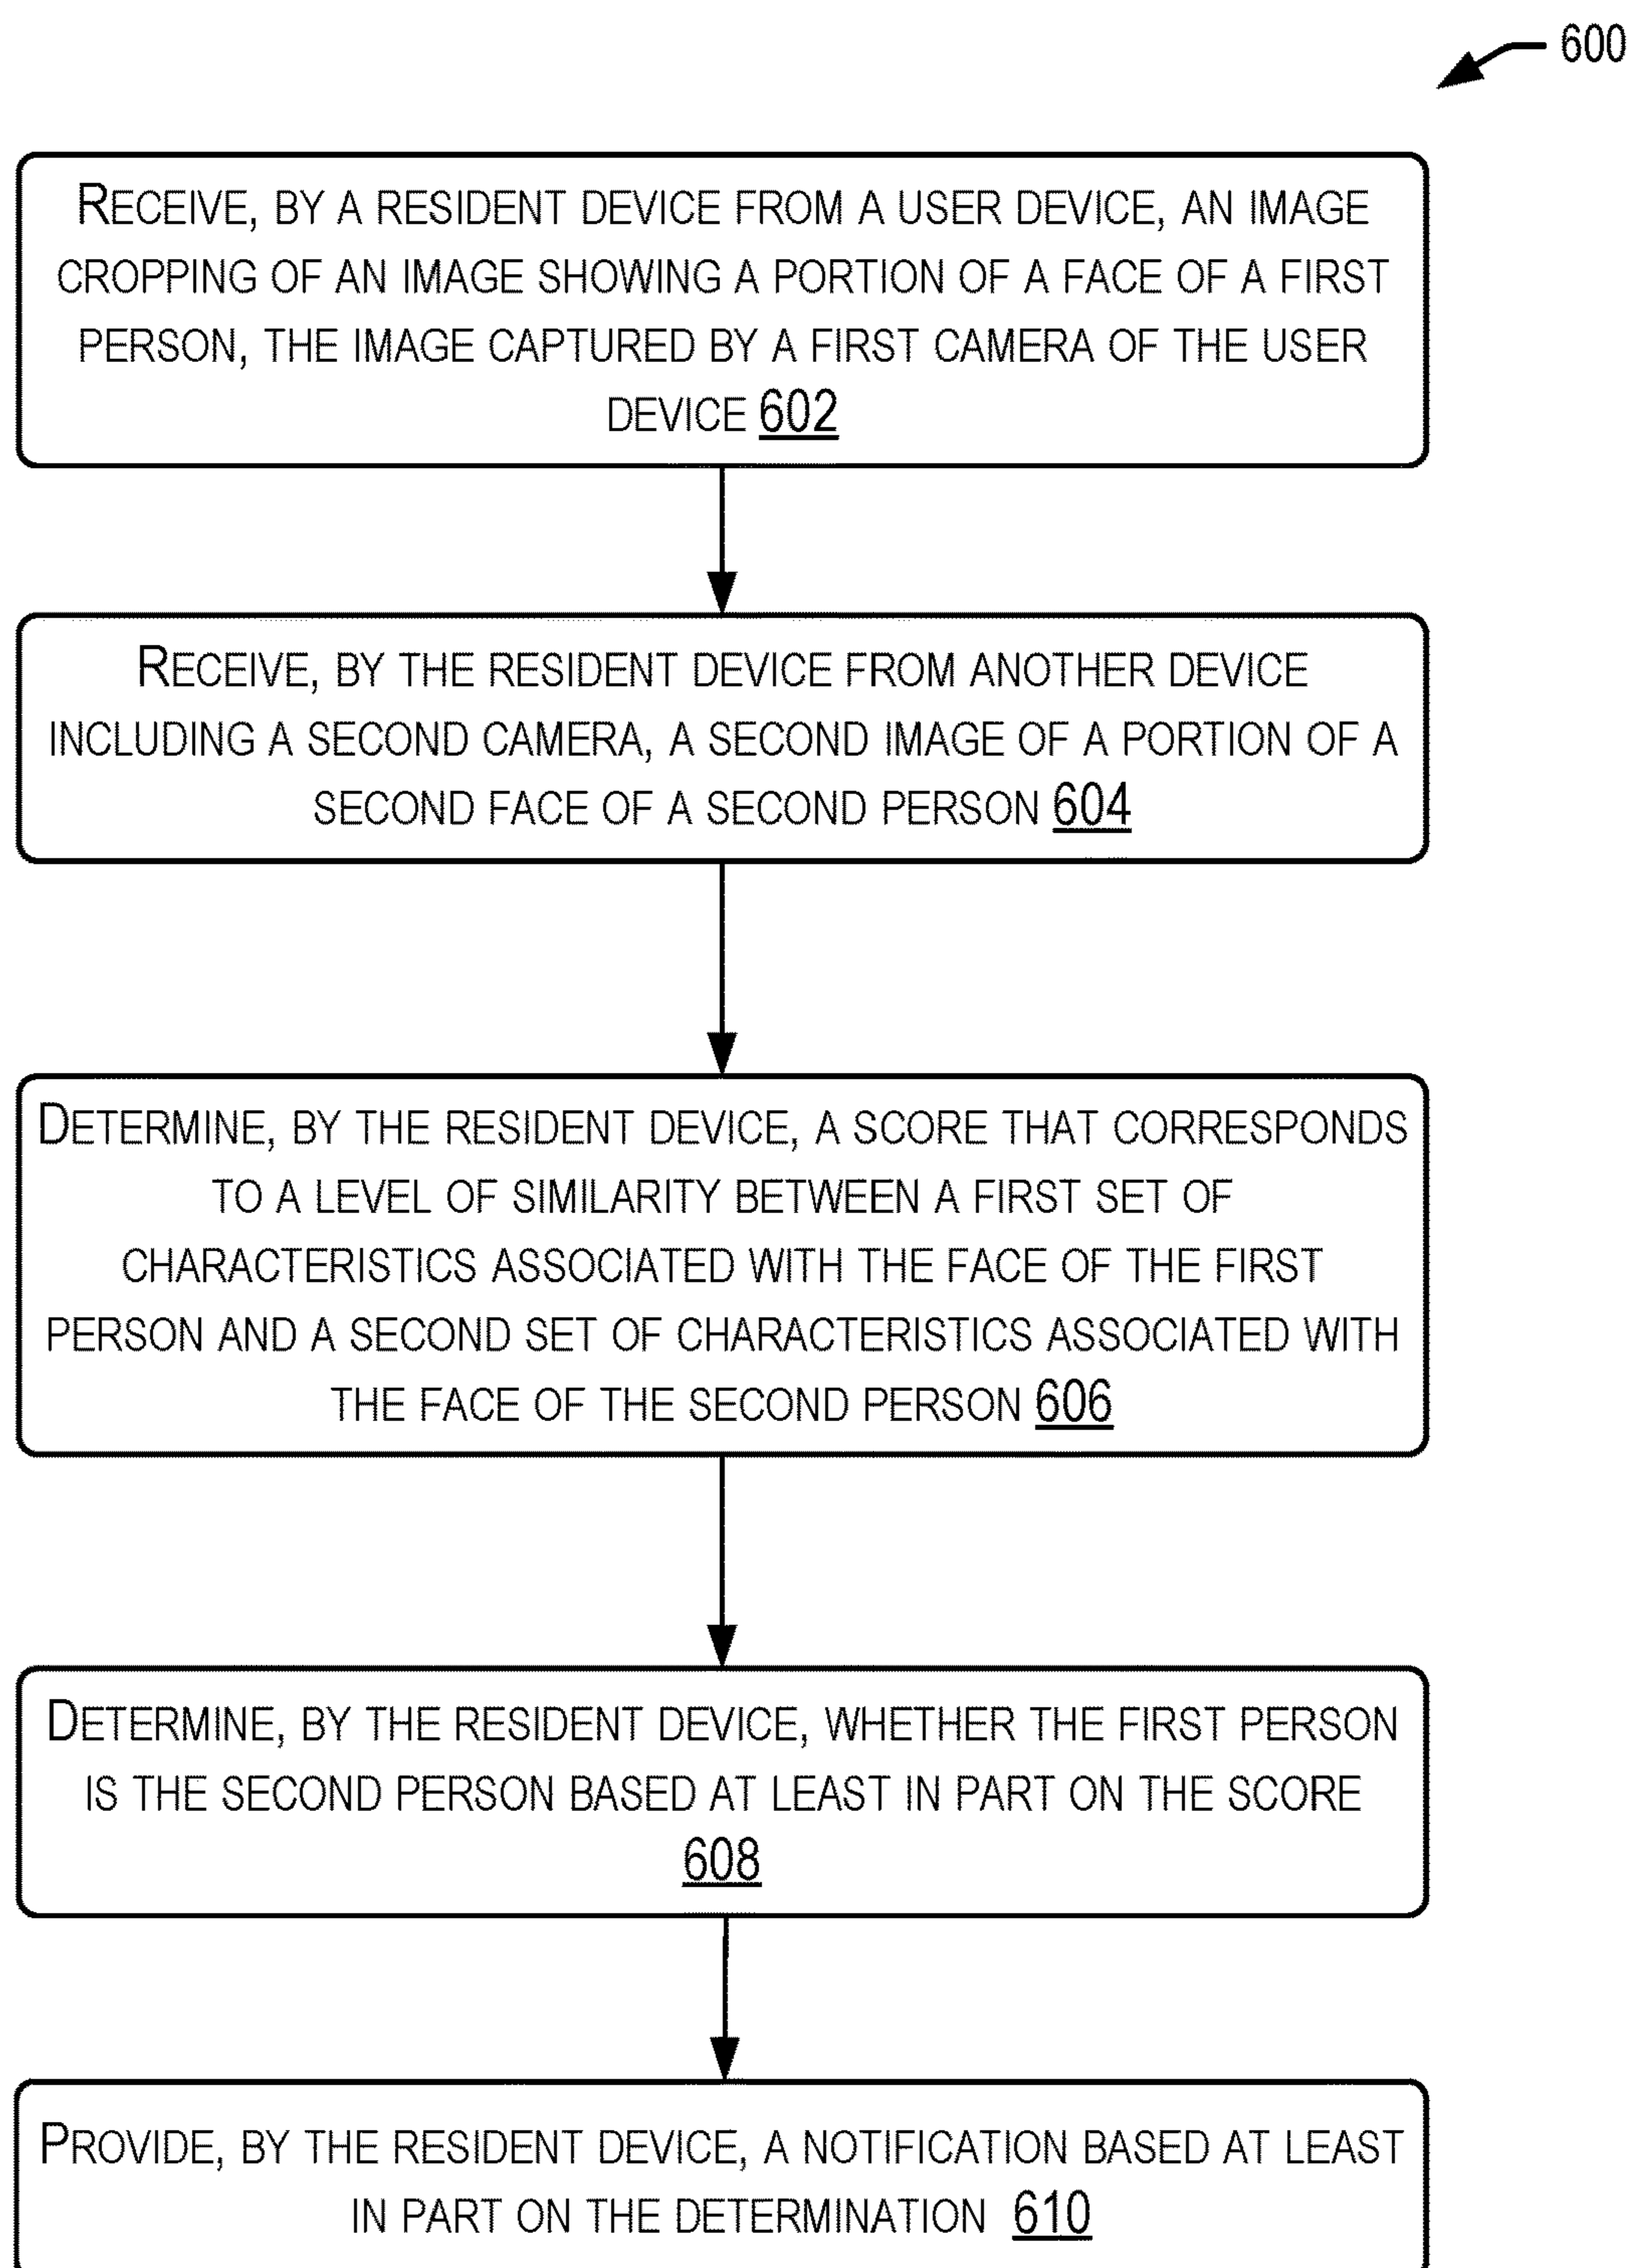 600
RECEIVE, BY A RESIDENT DEVICE FROM A USER DEVICE, AN IMAGE
CROPPING OF AN IMAGE SHOWING A PORTION OF A FACE OF A FIRST
PERSON, THE IMAGE CAPTURED BY A FIRST CAMERA OF THE USER
DEVICE 602
RECEIVE, BY THE RESIDENT DEVICE FROM ANOTHER DEVICE
INCLUDING A SECOND CAMERA, A SECOND IMAGE OF A PORTION OF A
SECOND FACE OF A SECOND PERSON 604
DETERMINE, BY THE RESIDENT DEVICE, A SCORE THAT CORRESPONDS
TO A LEVEL OF SIMILARITY BETWEEN A FIRST SET OF
CHARACTERISTICS ASSOCIATED WITH THE FACE OF THE FIRST
PERSON AND A SECOND SET OF CHARACTERISTICS ASSOCIATED WITH
THE FACE OF THE SECOND PERSON 606
DETERMINE, BY THE RESIDENT DEVICE, WHETHER THE FIRST PERSON
IS THE SECOND PERSON BASED AT LEAST IN PART ON THE SCORE
608
PROVIDE, BY THE RESIDENT DEVICE, A NOTIFICATION BASED AT LEAST
IN PART ON THE DETERMINATION 610